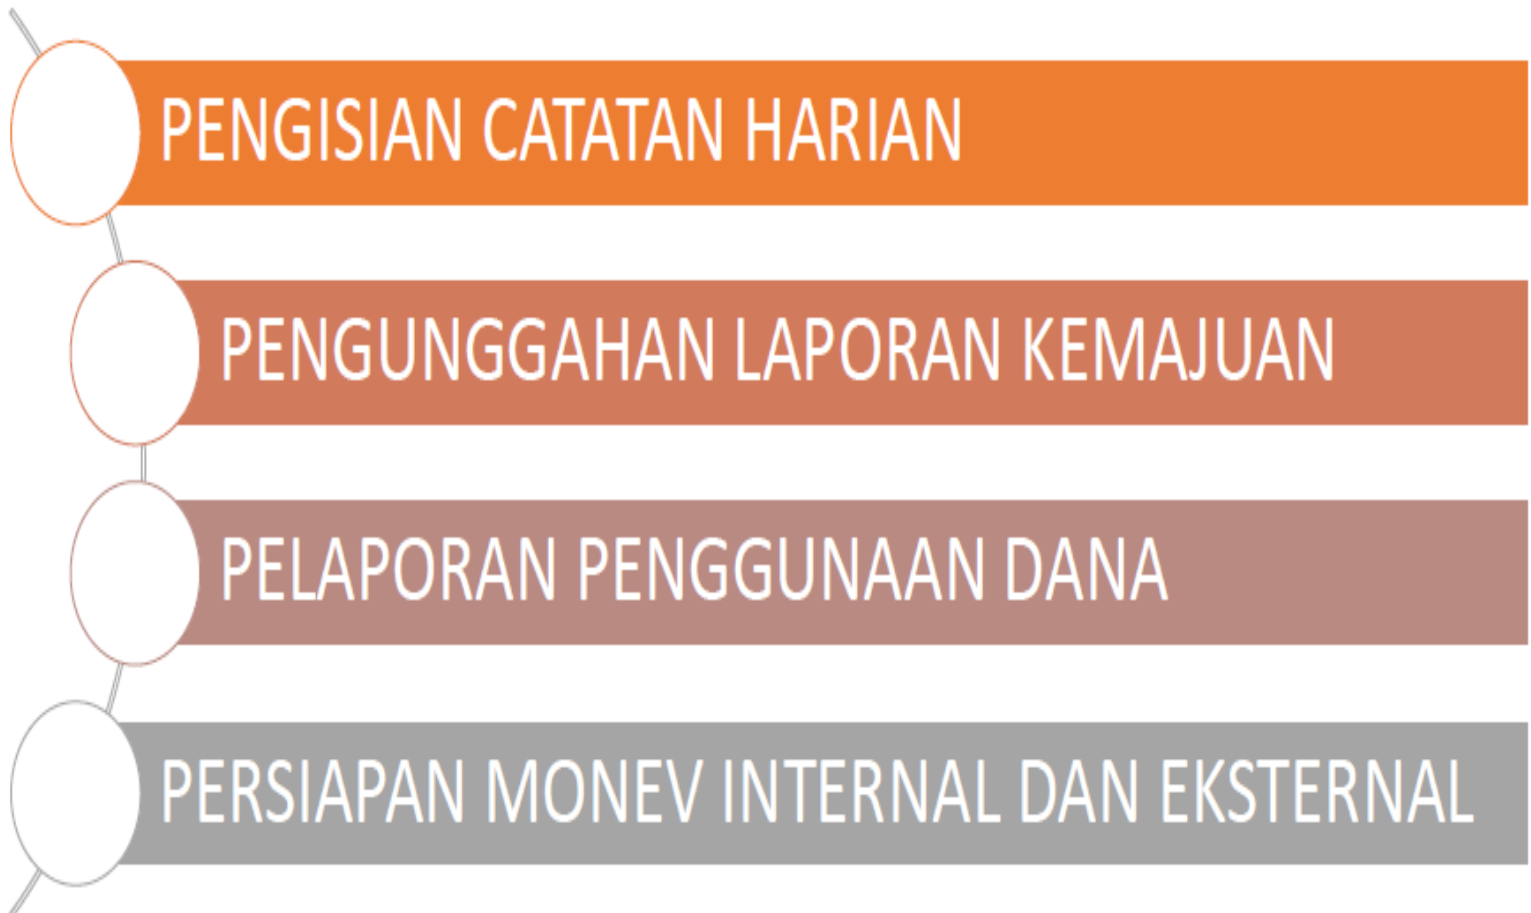 PENGISIAN CATATAN HARIAN
PENGUNGGAHAN LAPORAN KEMAJUAN
PELAPORAN PENGGUNAAN DANA
PERSIAPAN MONEV INTERNAL DAN EKSTERNAL